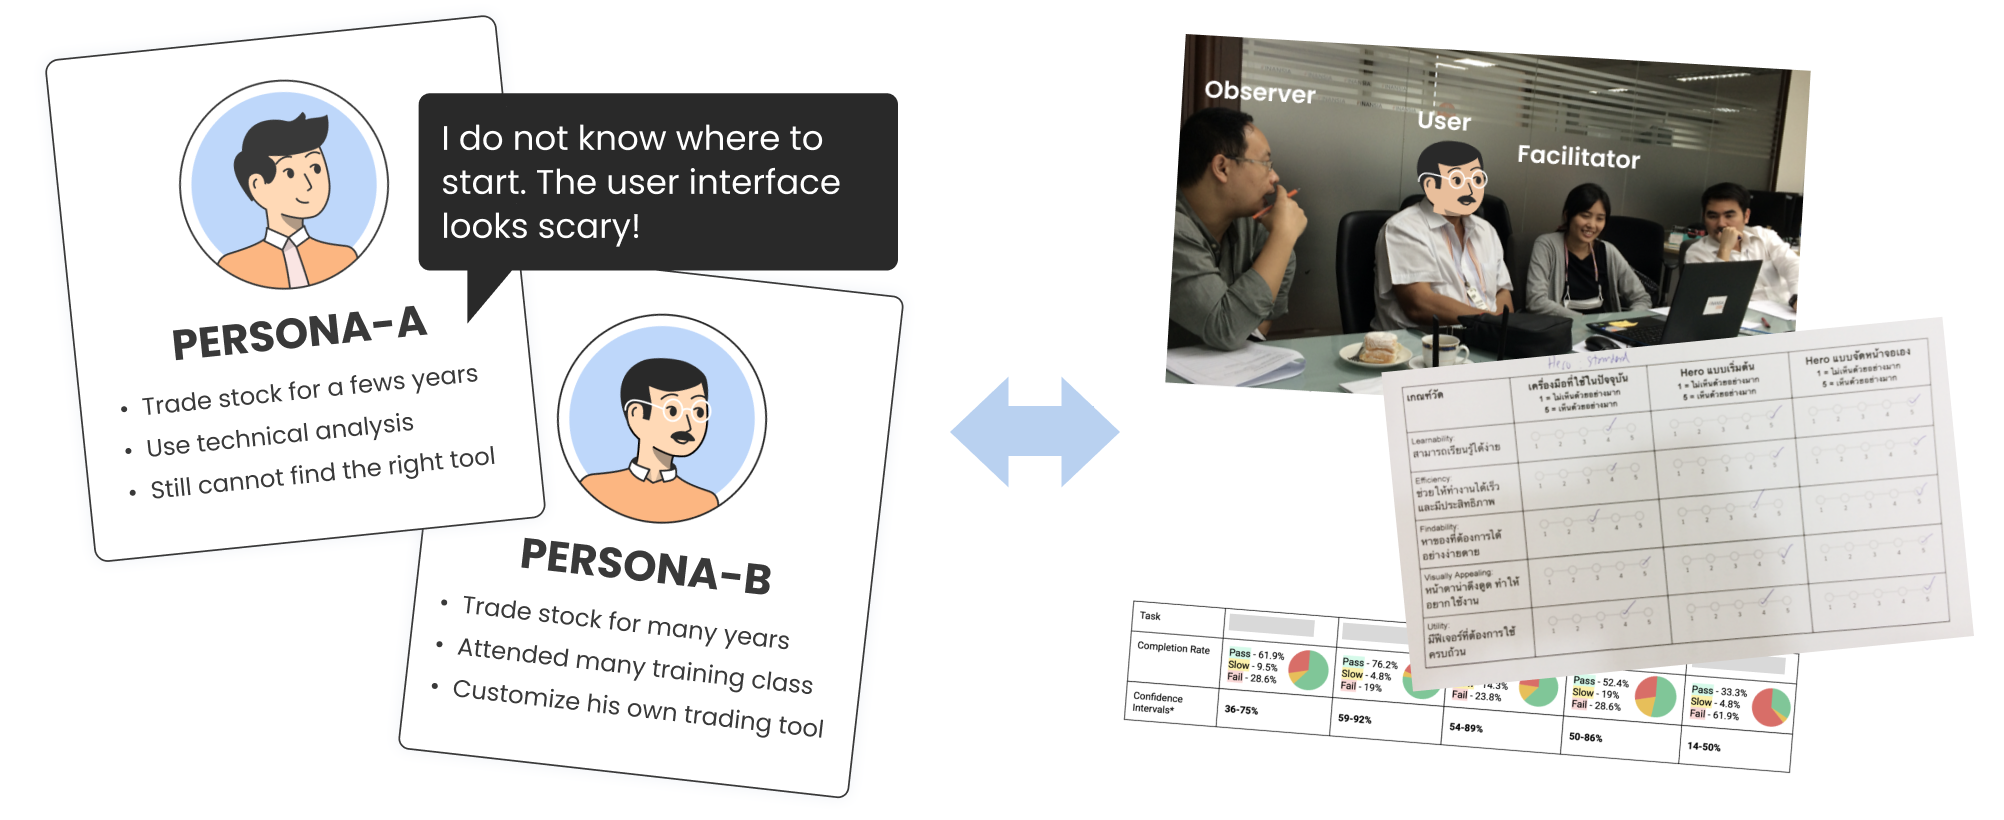 I do not know where to
start. The user interface
looks scary!
PERSONA-A
• Trade stock for a fews years
• Use technical analysis
• Still cannot find the right tool
PERSONA-B
• Trade stock for many years
• Attended many training class
• Customize his own trading tool
Observer
User
Facilitator
Hero standard
เกณฑ์วัด
เครื่องมือที่ใช้ในปัจจุบัน
1 = ไม่เห็นด้วยอย่างมาก
5 = เห็นด้วยอย่างมาก
Hero แบบเริ่มต้น
1 = ไม่เห็นด้วยอย่างมาก
5 = เห็นด้วยอย่างมาก
Hero แบบจัดหน้าจอเอง
1 = ไม่เห็นด้วยอย่างมาก
5 = เห็นด้วยอย่างมาก
Learnability:
สามารถเรียนรู้ได้ง่าย
1 2 3 4 5
1 2 3 4 5
1 2 3 4 5
Efficiency:
ช่วยให้ทำงานได้เร็ว
และมีประสิทธิภาพ
1 2 3 4 5
1 2 3 4 5
1 2 3 4 5
Findability:
หาของที่ต้องการได้
อย่างง่ายดาย
1 2 3 4 5
1 2 3 4 5
1 2 3 4 5
Visually Appealing:
หน้าตาน่าดึงดูด ทำให้
อยากใช้งาน
1 2 3 4 5
1 2 3 4 5
1 2 3 4 5
Utility:
มีฟีเจอร์ที่ต้องการใช้
ครบถ้วน
1 2 3 4 5
1 2 3 4 5
1 2 3 4 5
Task
Completion Rate
Pass - 61.9%
Slow - 9.5%
Fail - 28.6%
Pass - 76.2%
Slow - 4.8%
Fail - 19%
14.3%
Fail - 23.8%
Pass - 52.4%
Slow - 19%
Fail - 28.6%
Pass - 33.3%
Slow - 4.8%
Fail - 61.9%
Confidence
Intervals*
36-75%
59-92%
54-89%
50-86%
14-50%